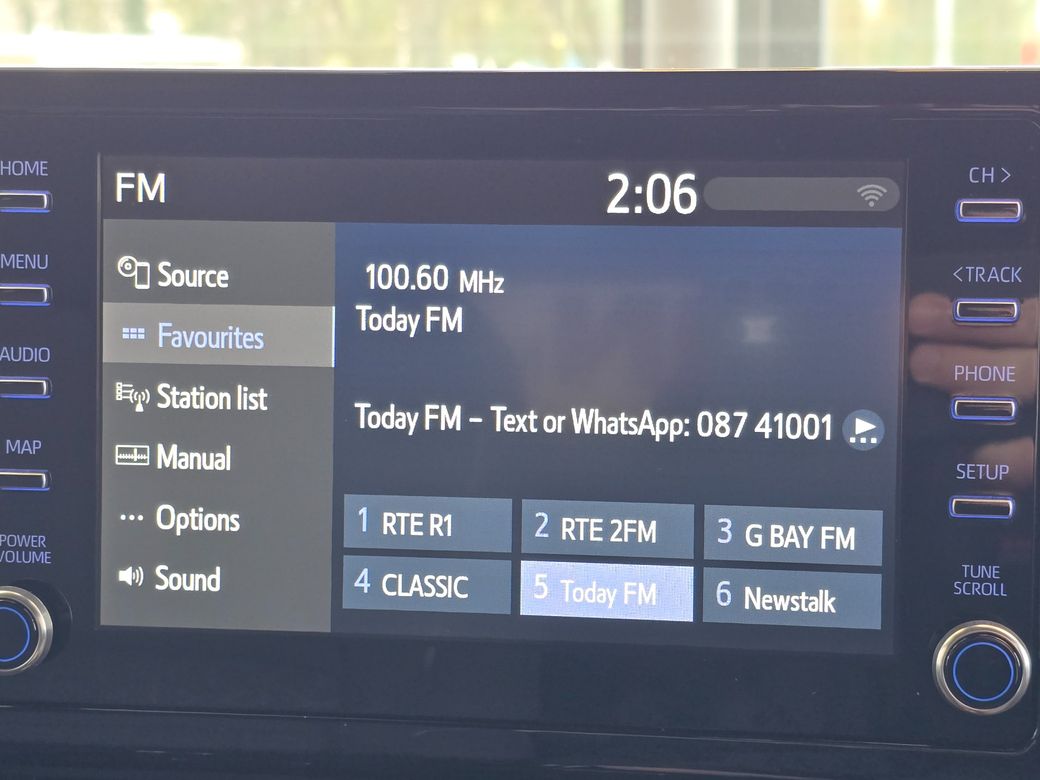 HOME
MENU
AUDIO
MAP
POWER
VOLUME
FM
2:06
Source
Favourites
Station list
Manual
Options
Sound
100.60 MHz
Today FM
Today FM – Text or WhatsApp: 087 41001
1 RTE R1
2 RTE 2FM
3 G BAY FM
4 CLASSIC
5 Today FM
6 Newstalk
CH >
<TRACK
PHONE
SETUP
TUNE
SCROLL